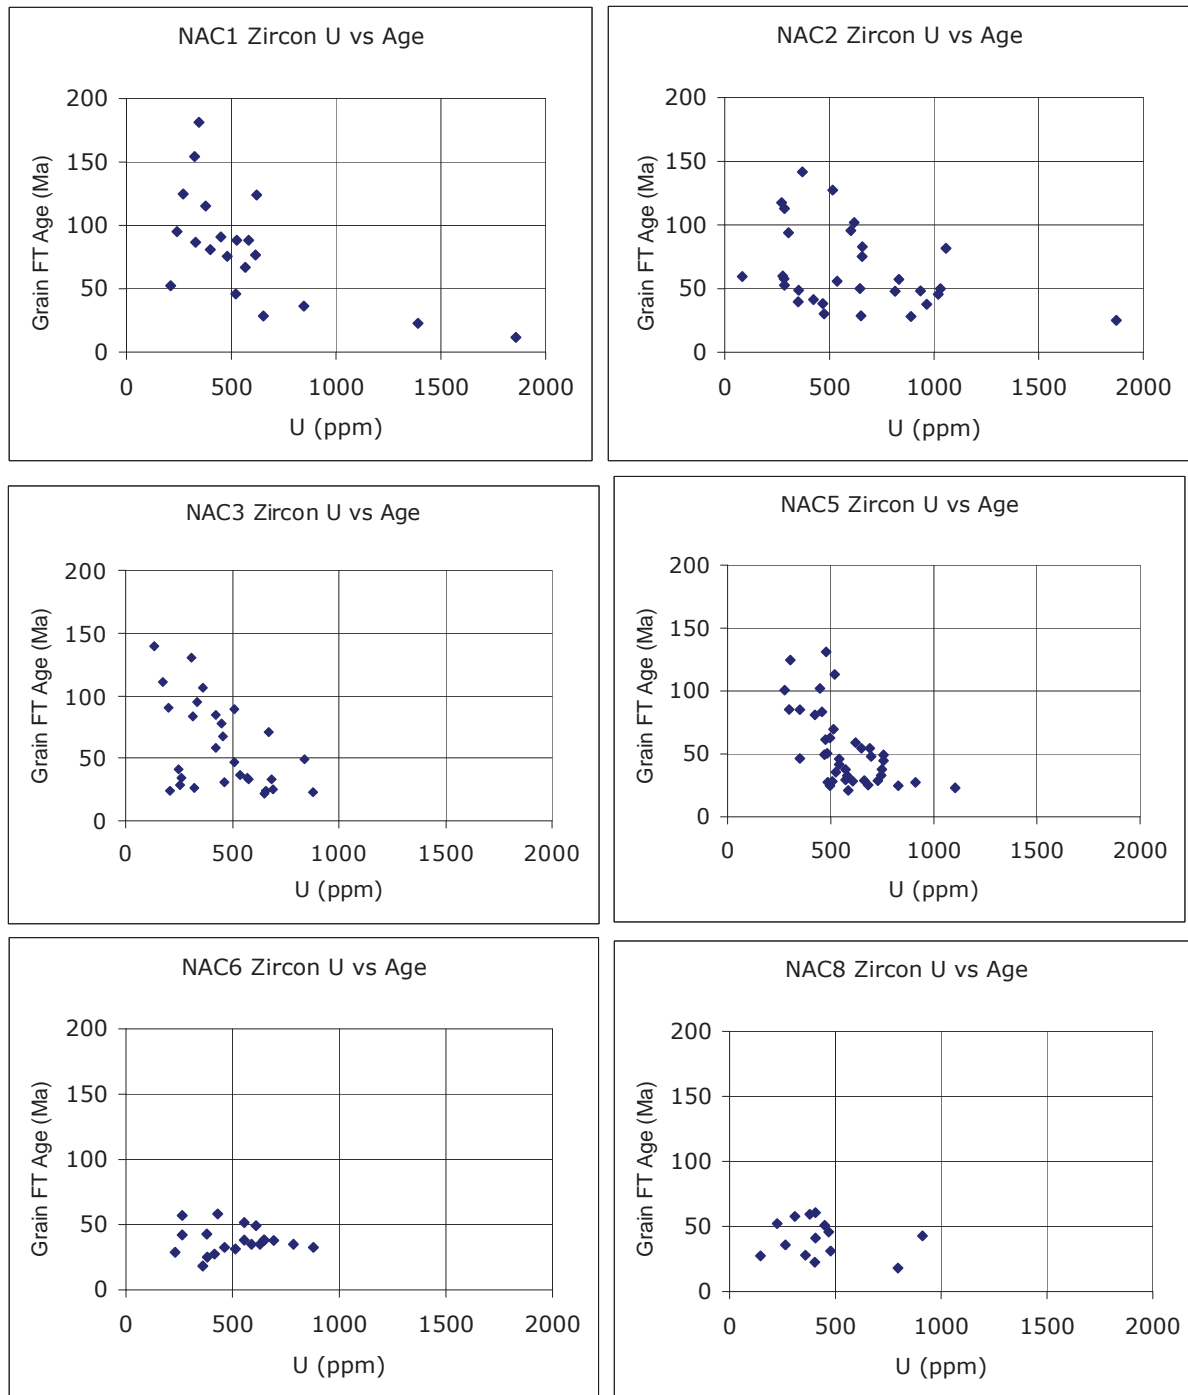 NAC1 Zircon U vs Age
Grain FT Age (Ma)
200
150
100
50
0
0 500 1000 1500 2000
U (ppm)
NAC2 Zircon U vs Age
Grain FT Age (Ma)
200
150
100
50
0
0 500 1000 1500 2000
U (ppm)
NAC3 Zircon U vs Age
Grain FT Age (Ma)
200
150
100
50
0
0 500 1000 1500 2000
U (ppm)
NAC5 Zircon U vs Age
Grain FT Age (Ma)
200
150
100
50
0
0 500 1000 1500 2000
U (ppm)
NAC6 Zircon U vs Age
Grain FT Age (Ma)
200
150
100
50
0
0 500 1000 1500 2000
U (ppm)
NAC8 Zircon U vs Age
Grain FT Age (Ma)
200
150
100
50
0
0 500 1000 1500 2000
U (ppm)